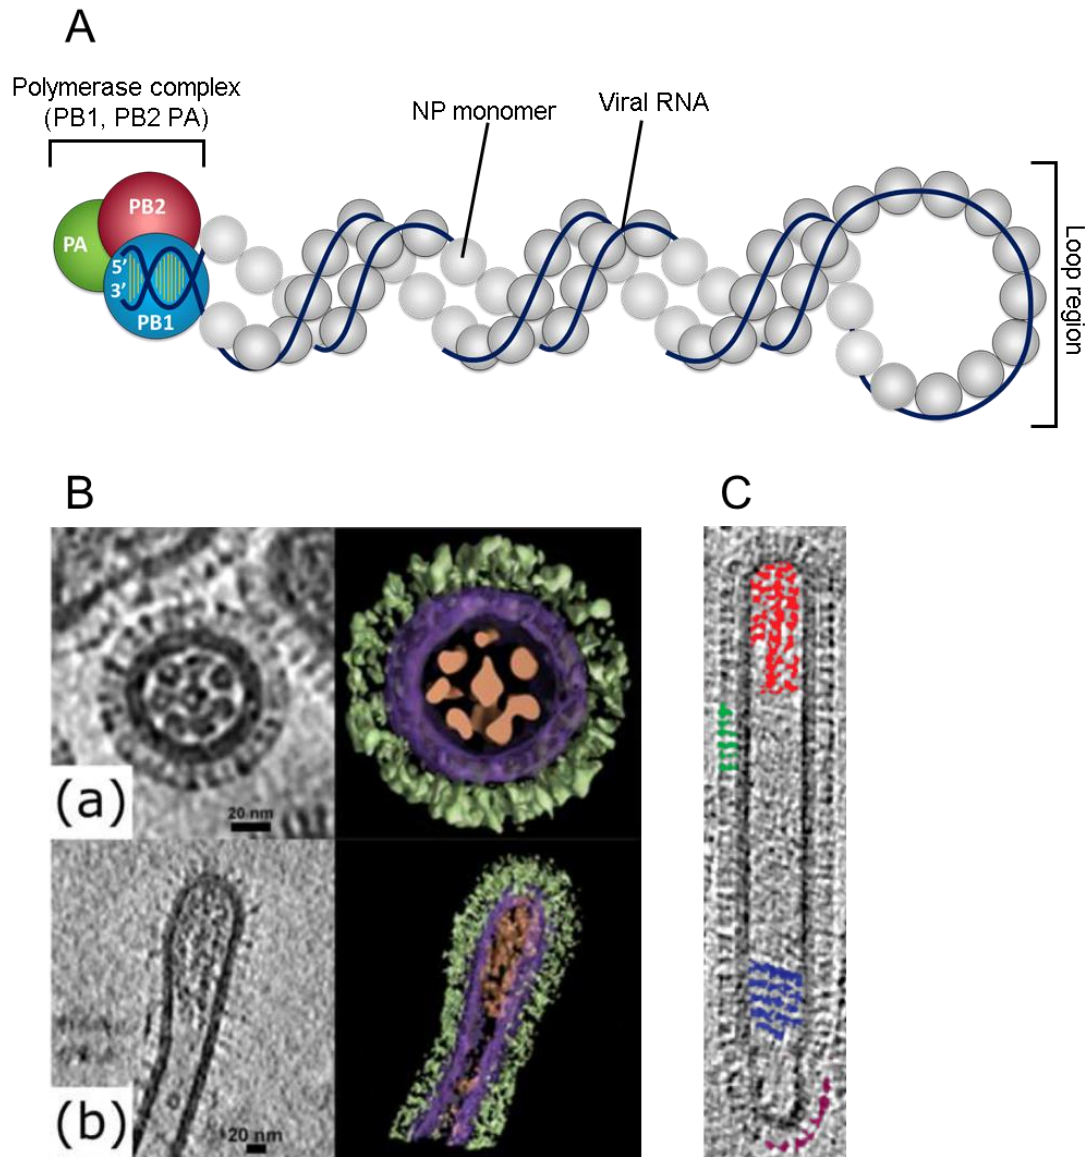 A
Polymerase complex
(PB1, PB2 PA)
NP monomer
Viral RNA
PB2
PA
5’
3’
PB1
Loop region
B
C
(a)
20 nm
(b)
20 nm